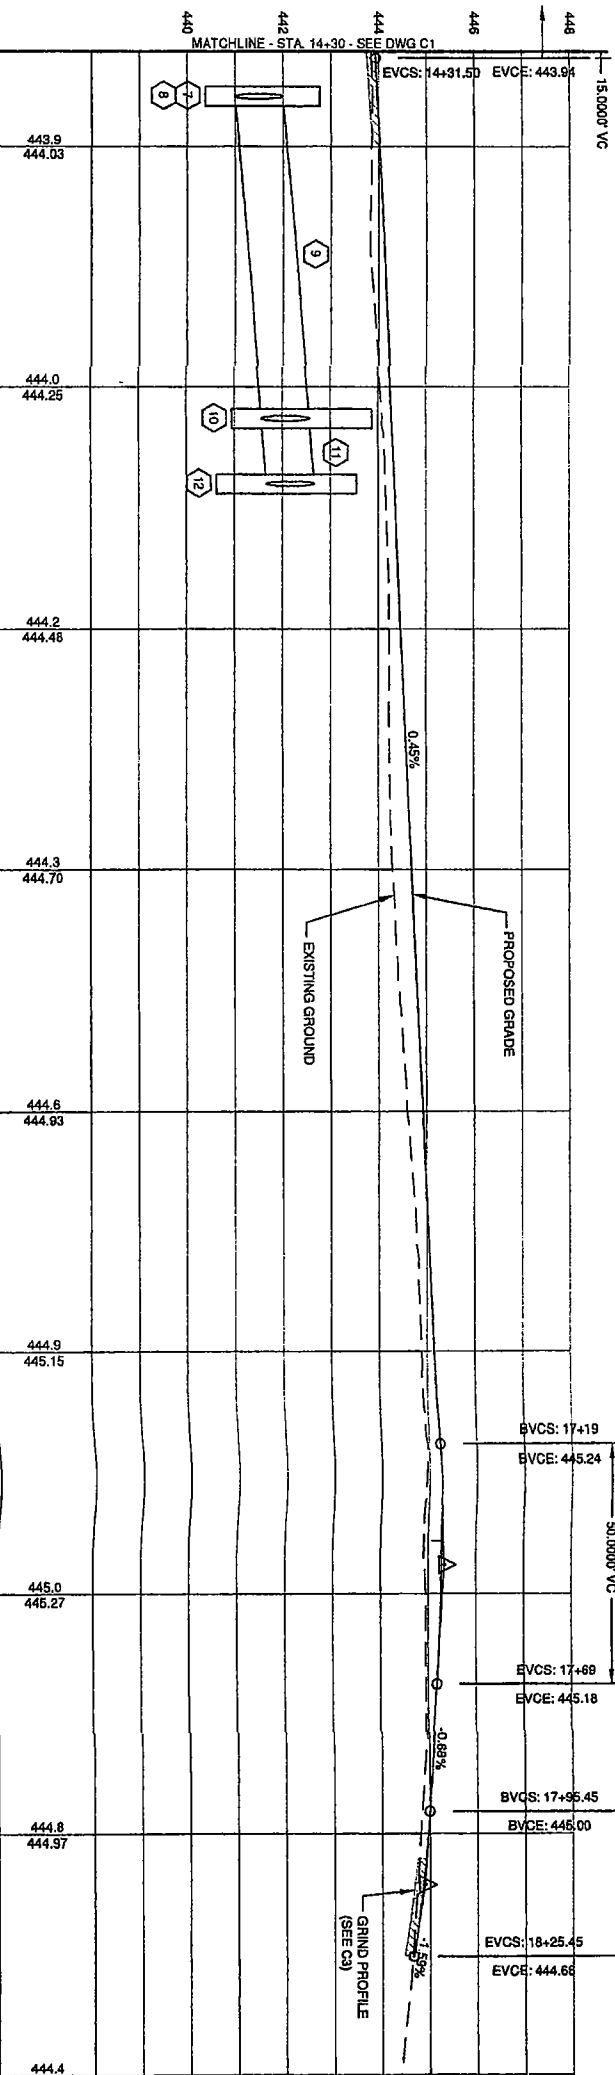 440
442
444
446
448
MATCHLINE - STA. 14+30 - SEE DWG C1
EVCS: 14+31.50 EVCE: 443.94
15.0000' VC
8
7
443.9
444.03
9
444.0
444.25
10
11
12
444.2
444.48
0.45%
444.3
444.70
PROPOSED GRADE
EXISTING GROUND
444.6
444.93
444.9
445.15
BVCS: 17+19
BVCE: 445.24
50.0000' VC
445.0
445.27
EVCS: 17+69
EVCE: 445.18
-0.68%
BVCS: 17+95.45
BVCE: 445.00
444.8
444.97
GRIND PROFILE
(SEE C3)
EVCS: 18+25.45
EVCE: 444.66
-1.59%
444.4